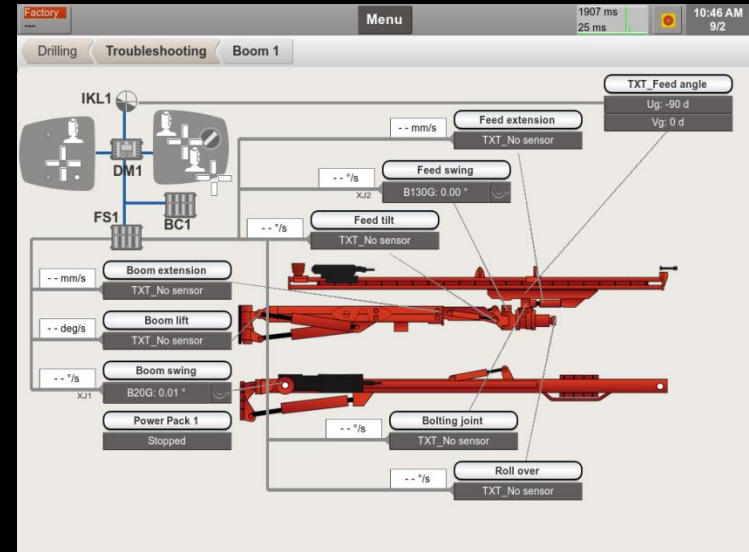 Factory
---
Menu
1907 ms
25 ms
10:46 AM
9/2
Drilling
Troubleshooting
Boom 1
TXT_Feed angle
Ug: -90 d
Vg: 0 d
IKL1
Feed extension
- - mm/s
TXT_No sensor
DM1
Feed swing
- - °/s
B130G: 0.00 °
XJ2
FS1
BC1
Feed tilt
- - °/s
TXT_No sensor
Boom extension
- - mm/s
TXT_No sensor
Boom lift
- - deg/s
TXT_No sensor
Boom swing
- - °/s
B20G: 0.01 °
XJ1
Power Pack 1
Stopped
Bolting joint
- - °/s
TXT_No sensor
Roll over
- - °/s
TXT_No sensor